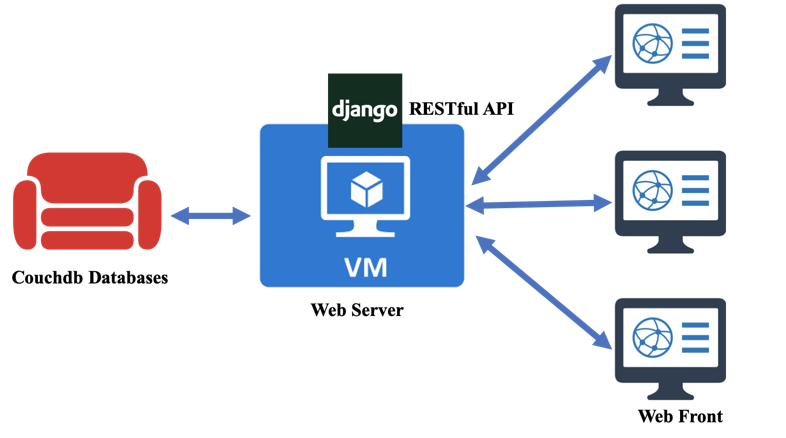 django
RESTful API
VM
Couchdb Databases
Web Server
Web Front